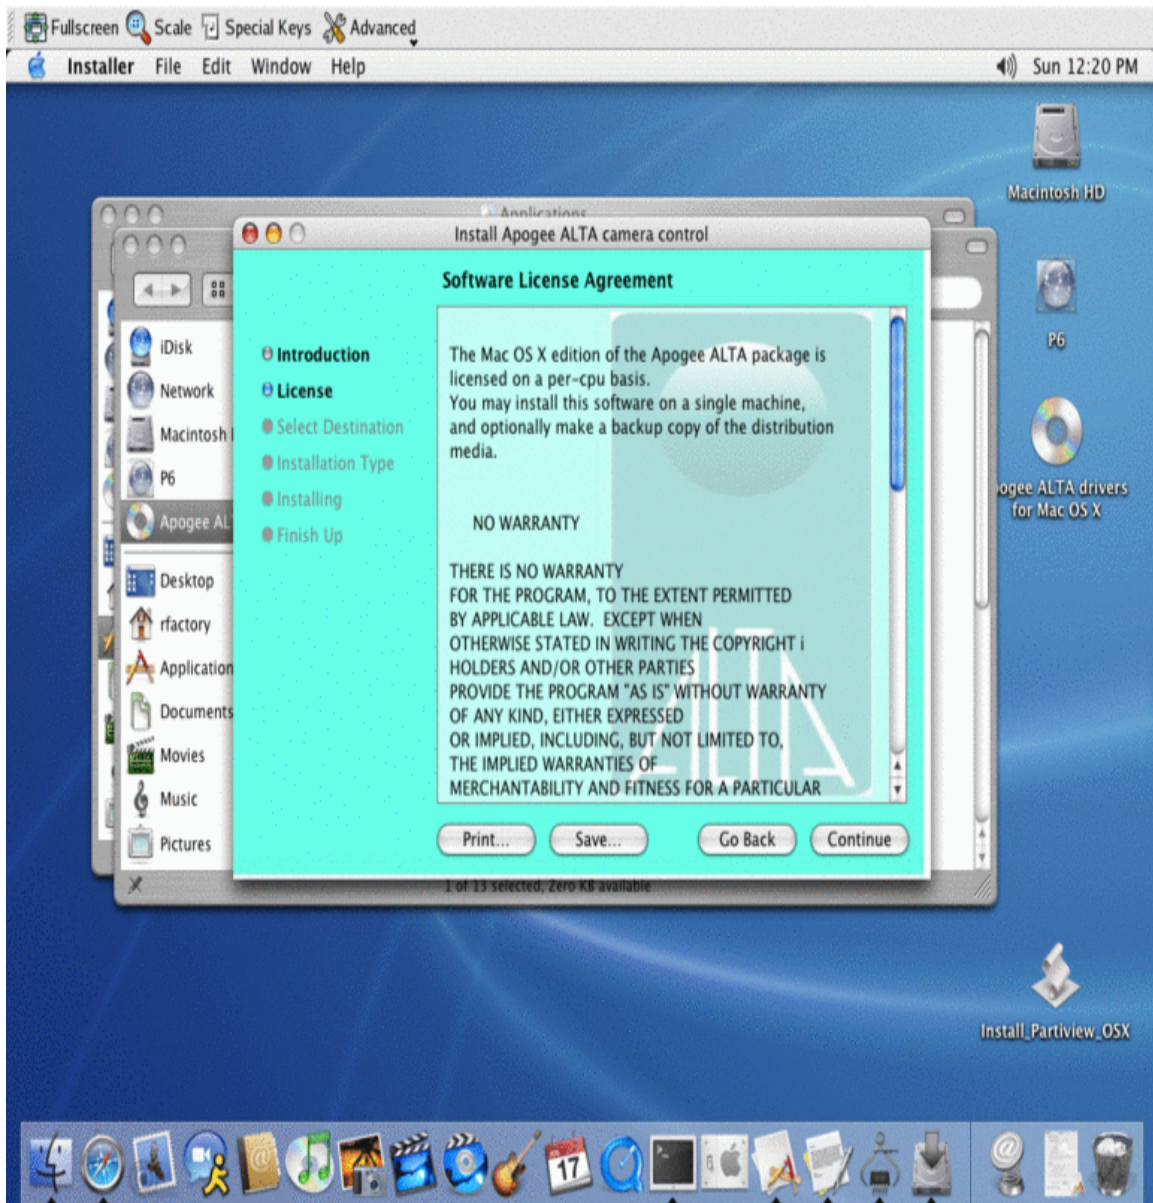 Fullscreen Scale Special Keys Advanced
Installer File Edit Window Help Sun 12:20 PM
Macintosh HD
P6
ogee ALTA drivers
for Mac OS X
Install_Partiview_OSX
Applications
iDisk
Network
Macintosh
P6
Apogee AL
Desktop
rfactory
Application
Documents
Movies
Music
Pictures
1 of 13 selected, Zero KB available
Install Apogee ALTA camera control
Software License Agreement
Introduction
License
Select Destination
Installation Type
Installing
Finish Up
The Mac OS X edition of the Apogee ALTA package is
licensed on a per-cpu basis.
You may install this software on a single machine,
and optionally make a backup copy of the distribution
media.
NO WARRANTY
THERE IS NO WARRANTY
FOR THE PROGRAM, TO THE EXTENT PERMITTED
BY APPLICABLE LAW. EXCEPT WHEN
OTHERWISE STATED IN WRITING THE COPYRIGHT i
HOLDERS AND/OR OTHER PARTIES
PROVIDE THE PROGRAM "AS IS" WITHOUT WARRANTY
OF ANY KIND, EITHER EXPRESSED
OR IMPLIED, INCLUDING, BUT NOT LIMITED TO,
THE IMPLIED WARRANTIES OF
MERCHANTABILITY AND FITNESS FOR A PARTICULAR
ALTA
Print... Save... Go Back Continue
JUL
17